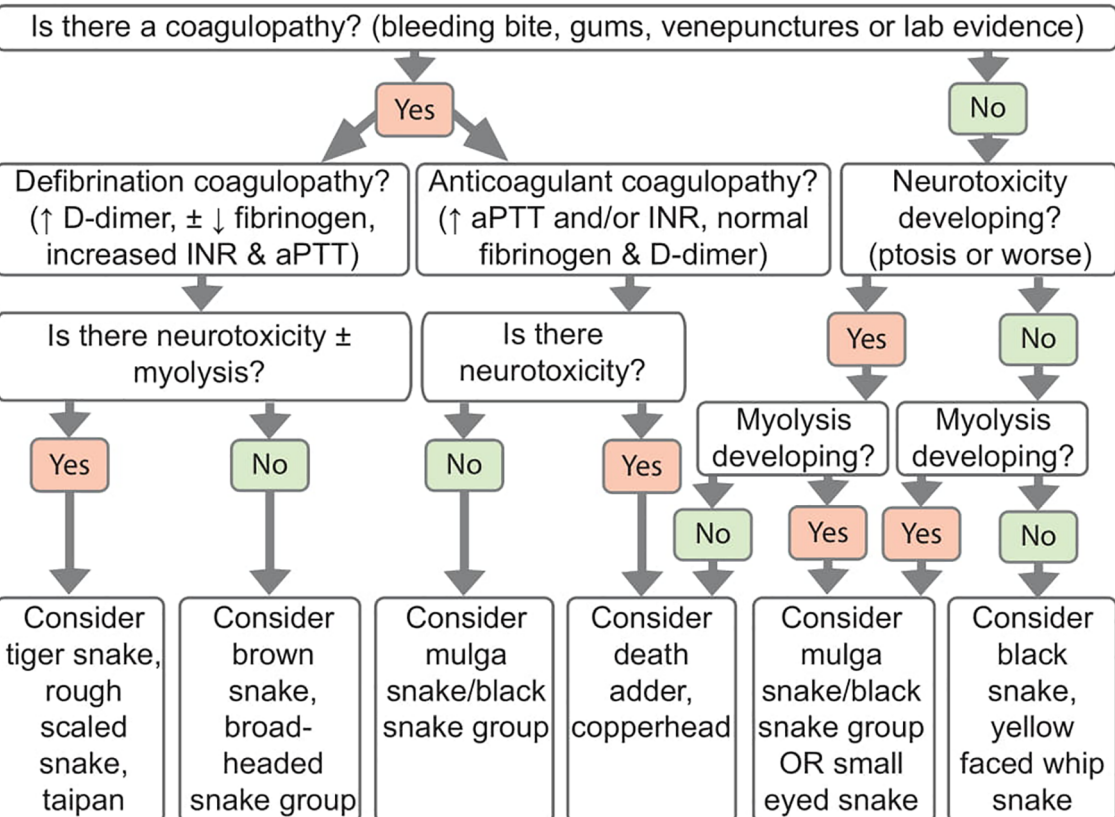 Is there a coagulopathy? (bleeding bite, gums, venepunctures or lab evidence)
Yes
No
Defibrination coagulopathy?
(↑ D-dimer, ± ↓ fibrinogen,
increased INR & aPTT)
Anticoagulant coagulopathy?
(↑ aPTT and/or INR, normal
fibrinogen & D-dimer)
Neurotoxicity
developing?
(ptosis or worse)
Is there neurotoxicity ±
myolysis?
Is there
neurotoxicity?
Yes
No
Myolysis
developing?
Myolysis
developing?
Yes
No
No
Yes
No
Yes
Yes
No
Consider
tiger snake,
rough
scaled
snake,
taipan
Consider
brown
snake,
broad-
headed
snake group
Consider
mulga
snake/black
snake group
Consider
death
adder,
copperhead
Consider
mulga
snake/black
snake group
OR small
eyed snake
Consider
black
snake,
yellow
faced whip
snake